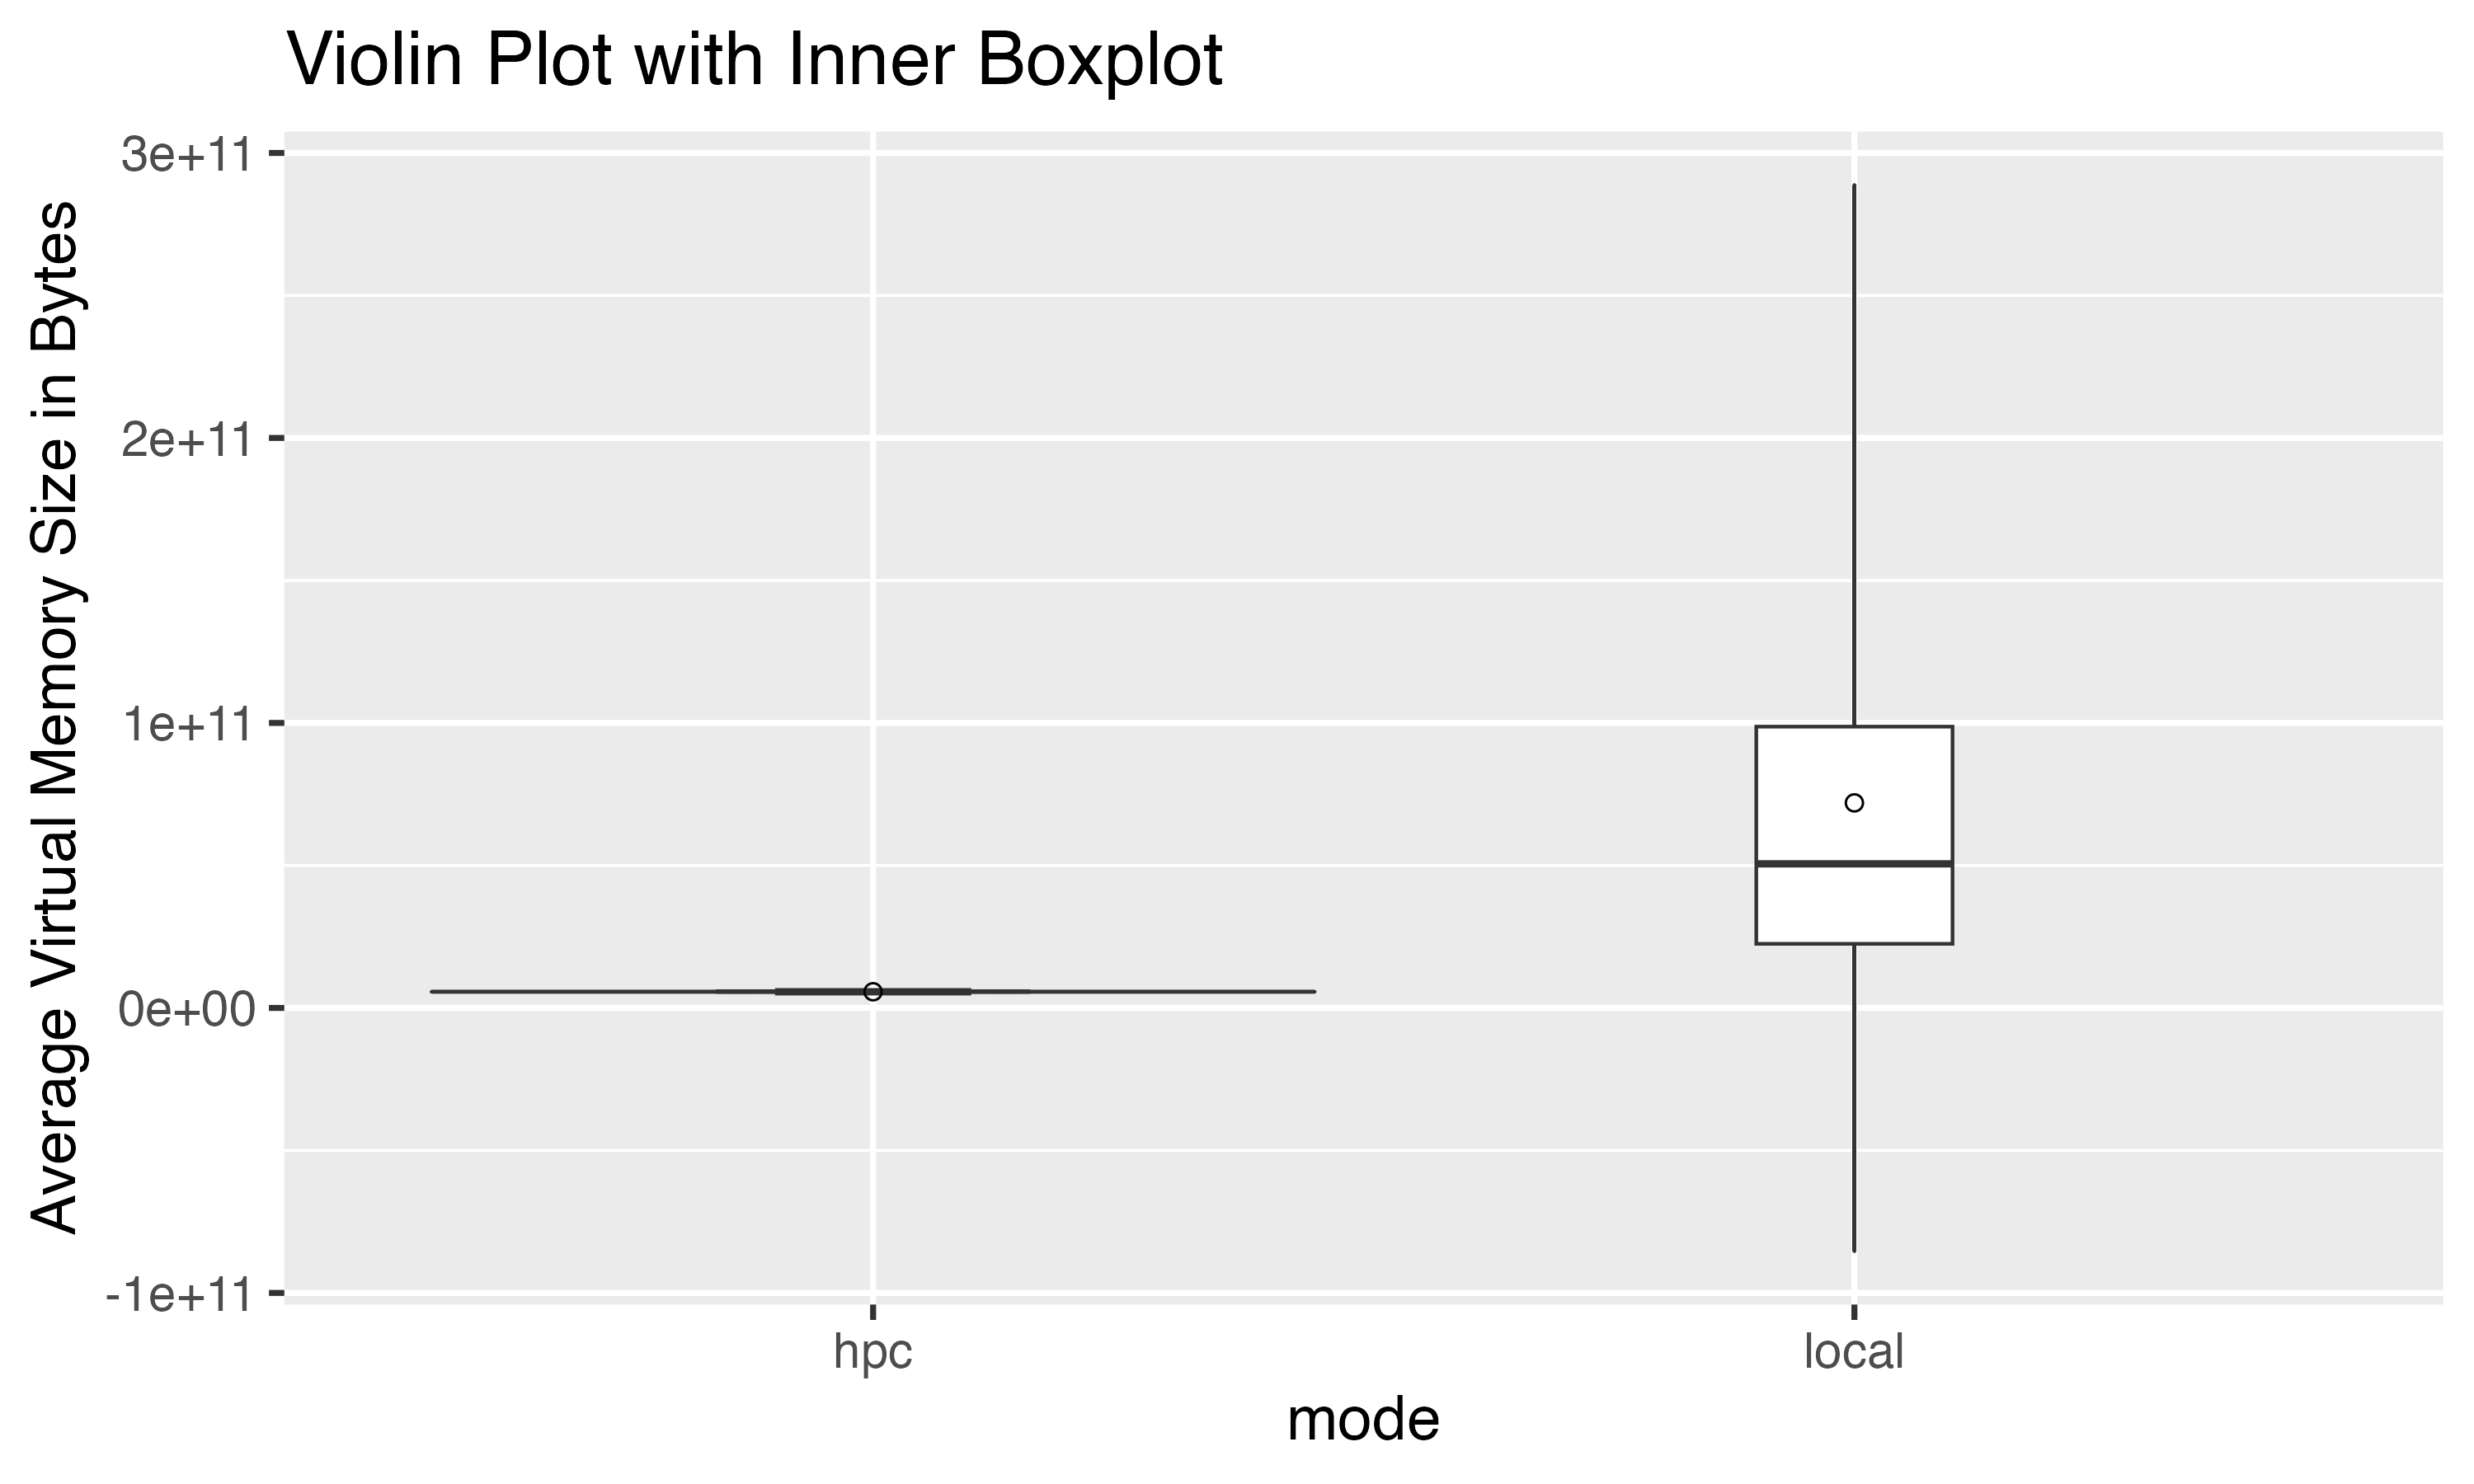 Violin Plot with Inner Boxplot
Average Virtual Memory Size in Bytes
3e+11
2e+11
1e+11
0e+00
-1e+11
hpc
local
mode